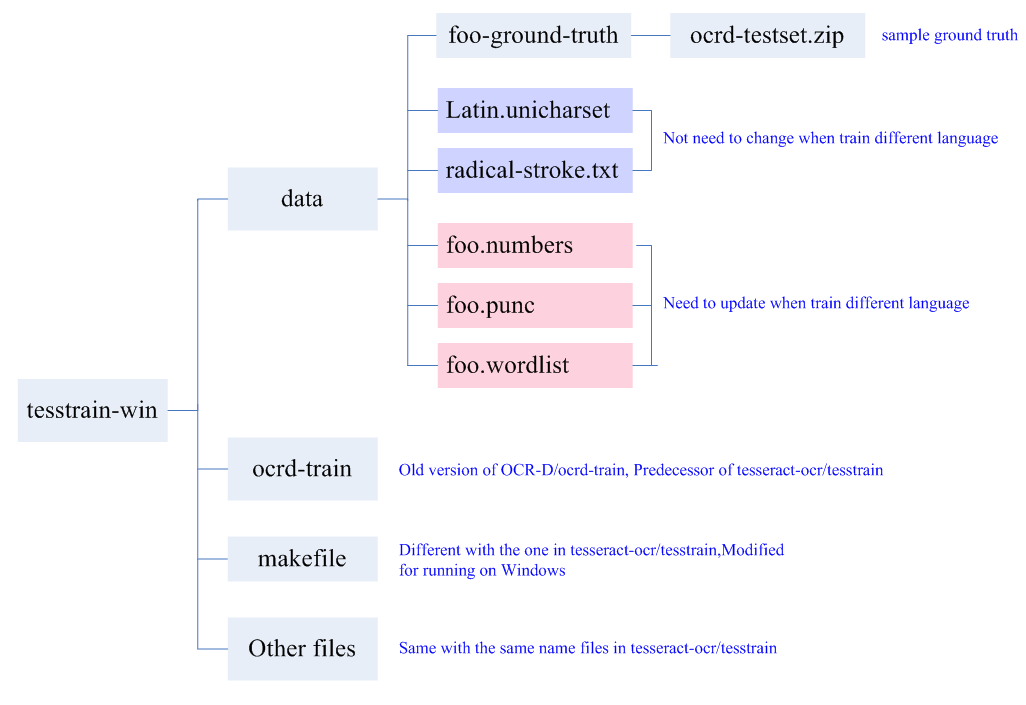 foo-ground-truth
ocrd-testset.zip
sample ground truth
Latin.unicharset
Not need to change when train different language
radical-stroke.txt
data
foo.numbers
foo.punc
Need to update when train different language
foo.wordlist
tesstrain-win
ocrd-train
Old version of OCR-D/ocrd-train, Predecessor of tesseract-ocr/tesstrain
makefile
Different with the one in tesseract-ocr/tesstrain,Modified
for running on Windows
Other files
Same with the same name files in tesseract-ocr/tesstrain